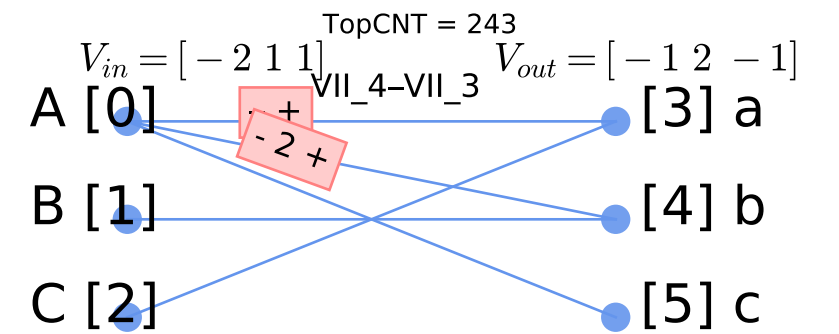 TopCNT = 243
V_in = [ − 2 1 1]
V_out = [ − 1 2 − 1]
VII_4–VII_3
A [0]
- +
[3] a
- 2 +
B [1]
[4] b
C [2]
[5] c